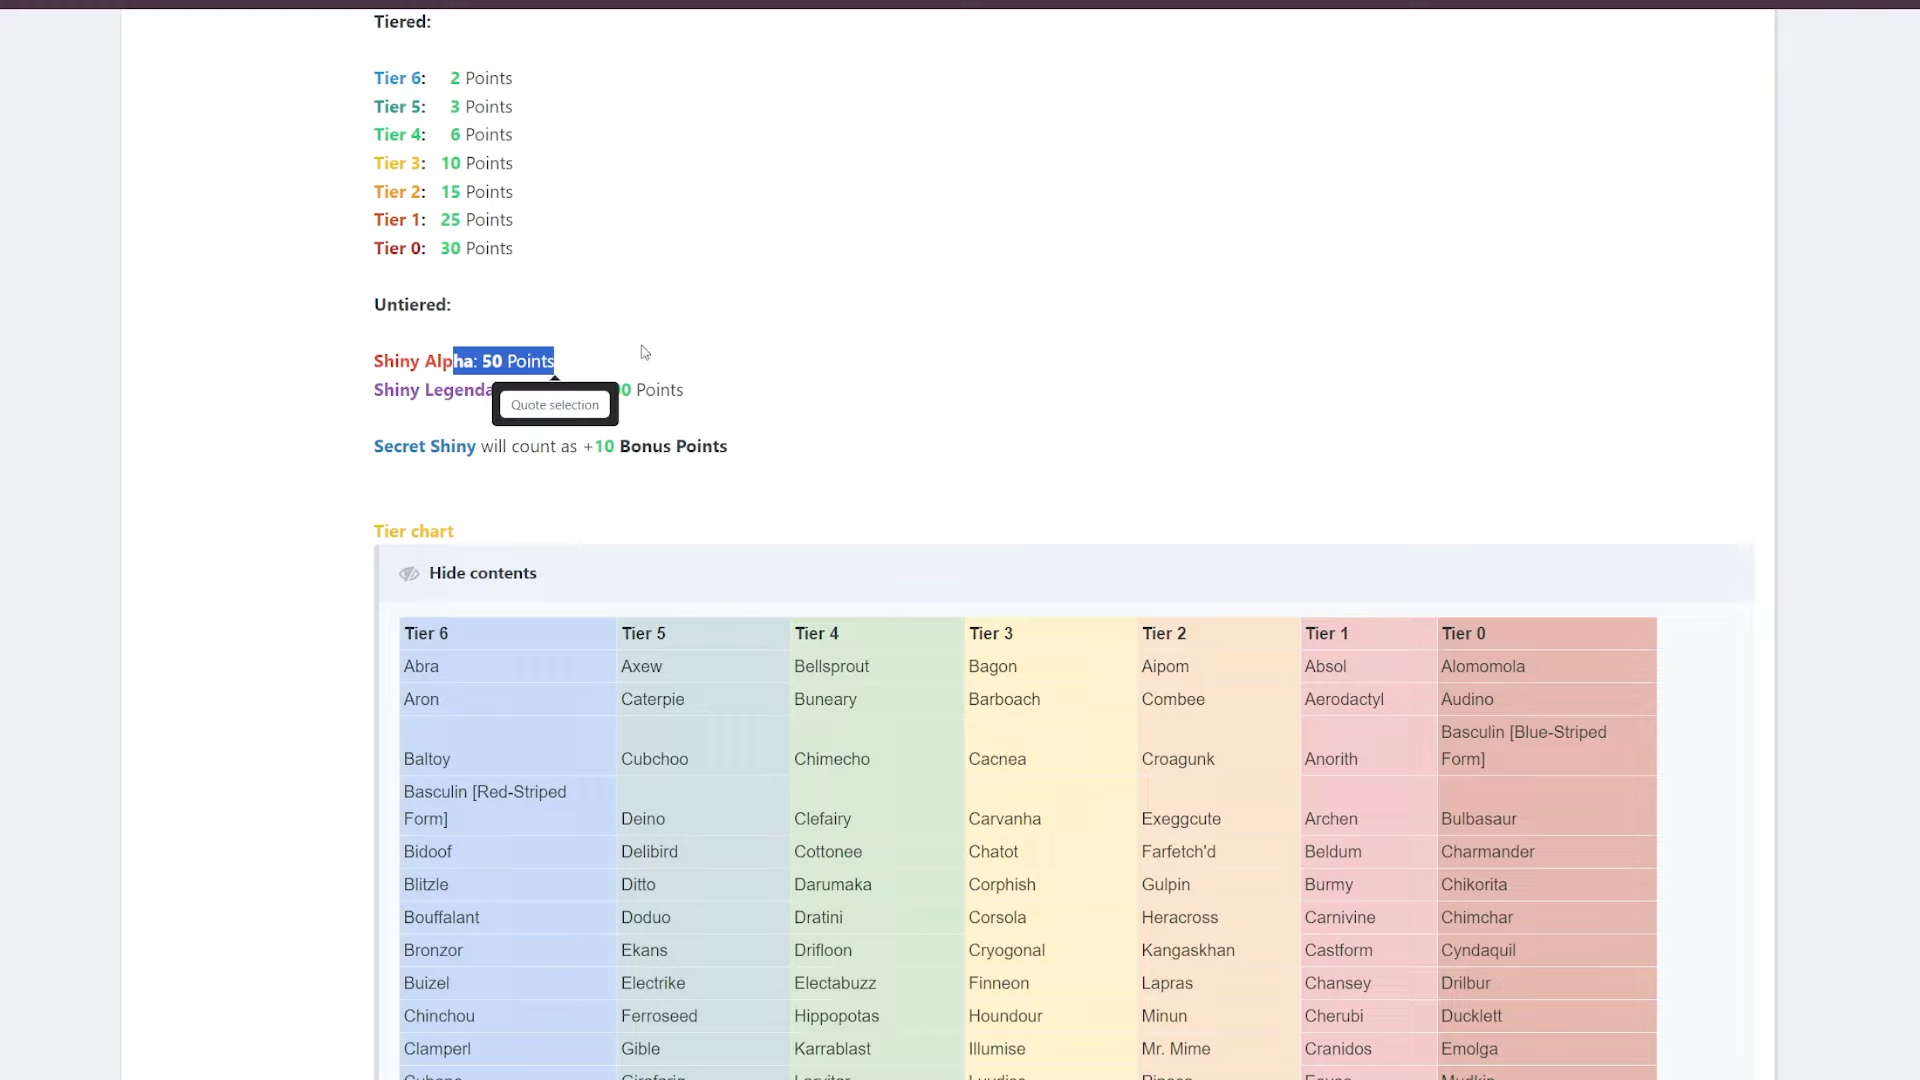 Tiered:
Tier 6: 2 Points
Tier 5: 3 Points
Tier 4: 6 Points
Tier 3: 10 Points
Tier 2: 15 Points
Tier 1: 25 Points
Tier 0: 30 Points
Untiered:
Shiny Alpha: 50 Points
Shiny Legenda 0 Points
Quote selection
Secret Shiny will count as +10 Bonus Points
Tier chart
Hide contents
Tier 6 Tier 5 Tier 4 Tier 3 Tier 2 Tier 1 Tier 0
Abra Axew Bellsprout Bagon Aipom Absol Alomomola
Aron Caterpie Buneary Barboach Combee Aerodactyl Audino
Baltoy Cubchoo Chimecho Cacnea Croagunk Anorith Basculin [Blue-Striped
Form]
Basculin [Red-Striped
Form] Deino Clefairy Carvanha Exeggcute Archen Bulbasaur
Bidoof Delibird Cottonee Chatot Farfetch'd Beldum Charmander
Blitzle Ditto Darumaka Corphish Gulpin Burmy Chikorita
Bouffalant Doduo Dratini Corsola Heracross Carnivine Chimchar
Bronzor Ekans Drifloon Cryogonal Kangaskhan Castform Cyndaquil
Buizel Electrike Electabuzz Finneon Lapras Chansey Drilbur
Chinchou Ferroseed Hippopotas Houndour Minun Cherubi Ducklett
Clamperl Gible Karrablast Illumise Mr. Mime Cranidos Emolga